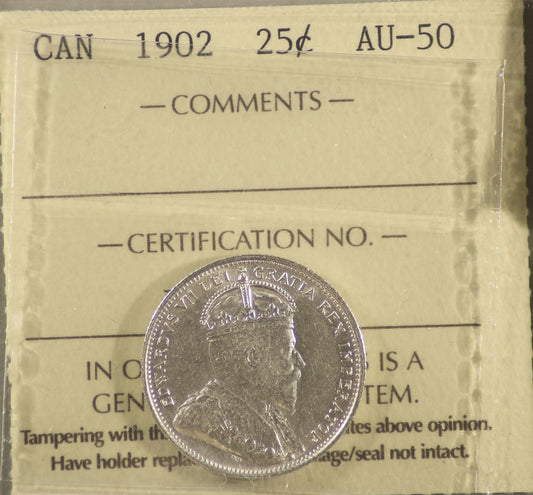 CAN 1902 25¢ AU-50
— COMMENTS —
— CERTIFICATION NO. —
IN O S IS A
GEN TEM.
Tampering with th tes above opinion.
Have holder repla age/seal not intact.
EDWARDVS VII DEI GRATIA REX IMPERATOR